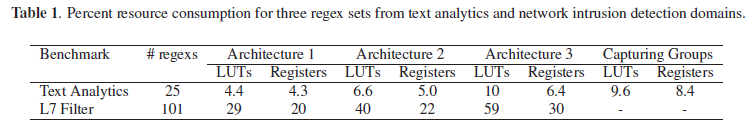 Table 1. Percent resource consumption for three regex sets from text analytics and network intrusion detection domains.
Benchmark # regexs Architecture 1 Architecture 2 Architecture 3 Capturing Groups
LUTs Registers LUTs Registers LUTs Registers LUTs Registers
Text Analytics 25 4.4 4.3 6.6 5.0 10 6.4 9.6 8.4
L7 Filter 101 29 20 40 22 59 30 - -